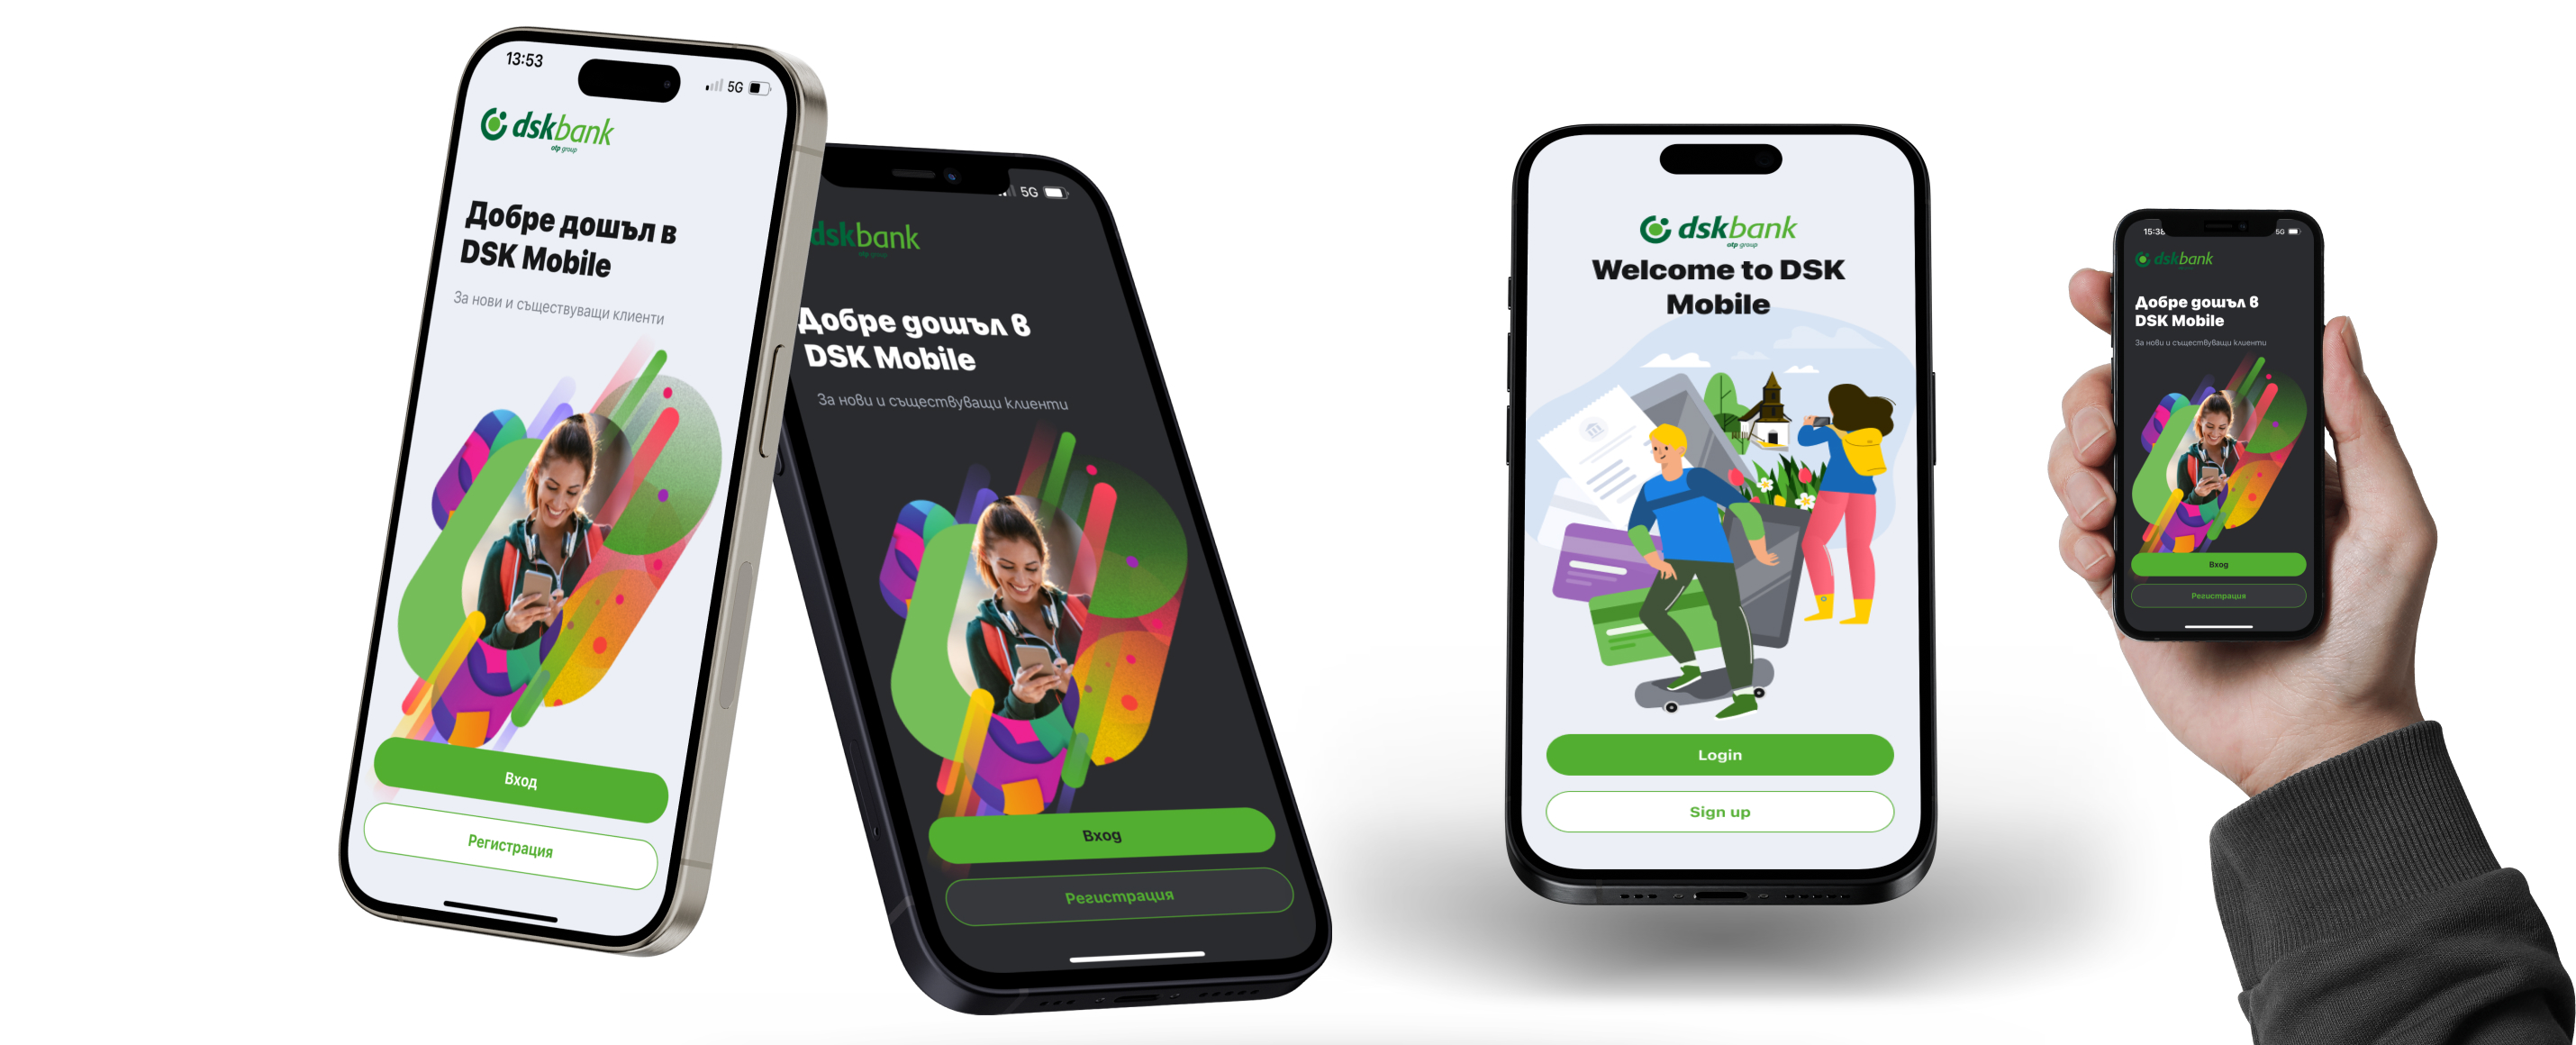 13:53
5G
dskbank
otp group
Добре дошъл в
DSK Mobile
За нови и съществуващи клиенти
Вход
Регистрация
5G
dskbank
otp group
Добре дошъл в
DSK Mobile
За нови и съществуващи клиенти
Вход
Регистрация
dskbank
otp group
Welcome to DSK
Mobile
Login
Sign up
15:38
5G
dskbank
Добре дошъл в
DSK Mobile
За нови и съществуващи клиенти
Вход
Регистрация